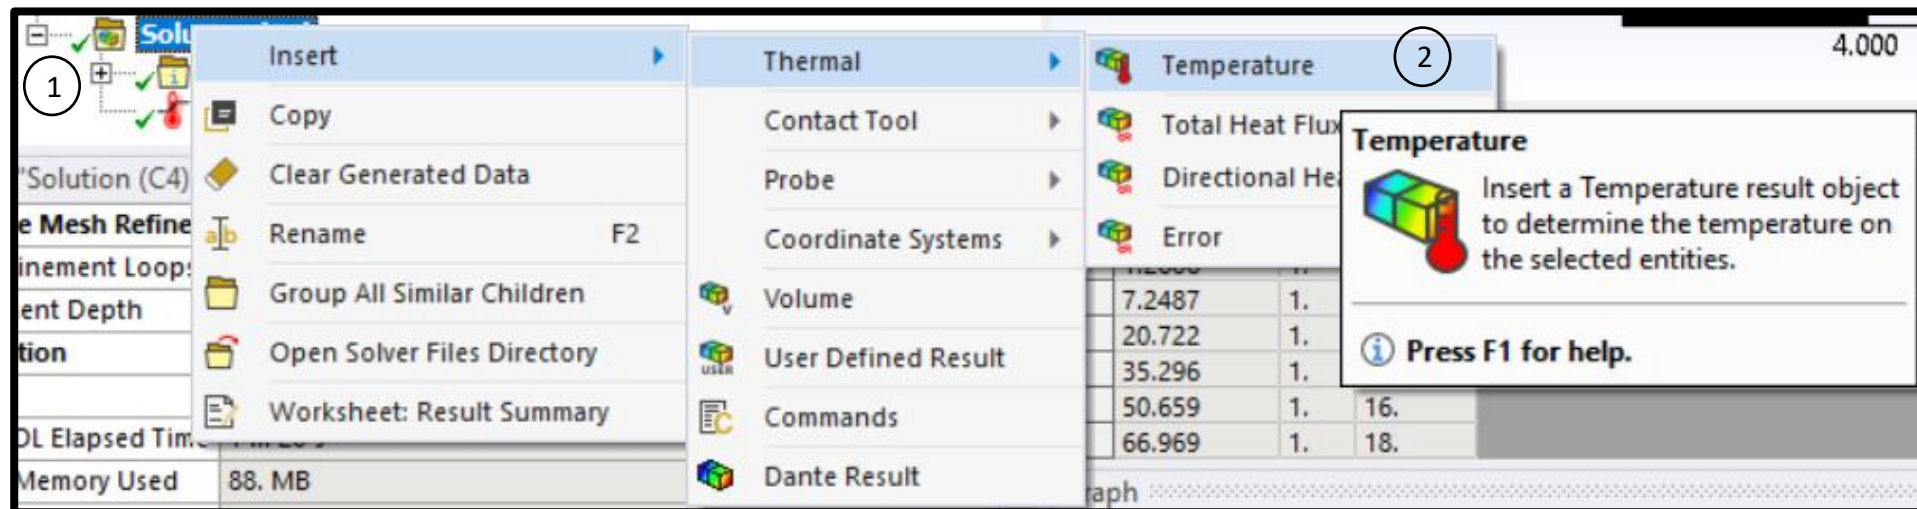 Solu
1
Insert
Copy
Clear Generated Data
Rename F2
Group All Similar Children
Open Solver Files Directory
Worksheet: Result Summary
Thermal
Contact Tool
Probe
Coordinate Systems
Volume
USER User Defined Result
Commands
Dante Result
Temperature 2
Total Heat Flux
Directional Hea
Error
4.000
Temperature
Insert a Temperature result object
to determine the temperature on
the selected entities.
Press F1 for help.
"Solution (C4)
e Mesh Refine
inement Loops
ent Depth
tion
DL Elapsed Time
Memory Used 88. MB
7.2487 1.
20.722 1.
35.296 1.
50.659 1. 16.
66.969 1. 18.
raph